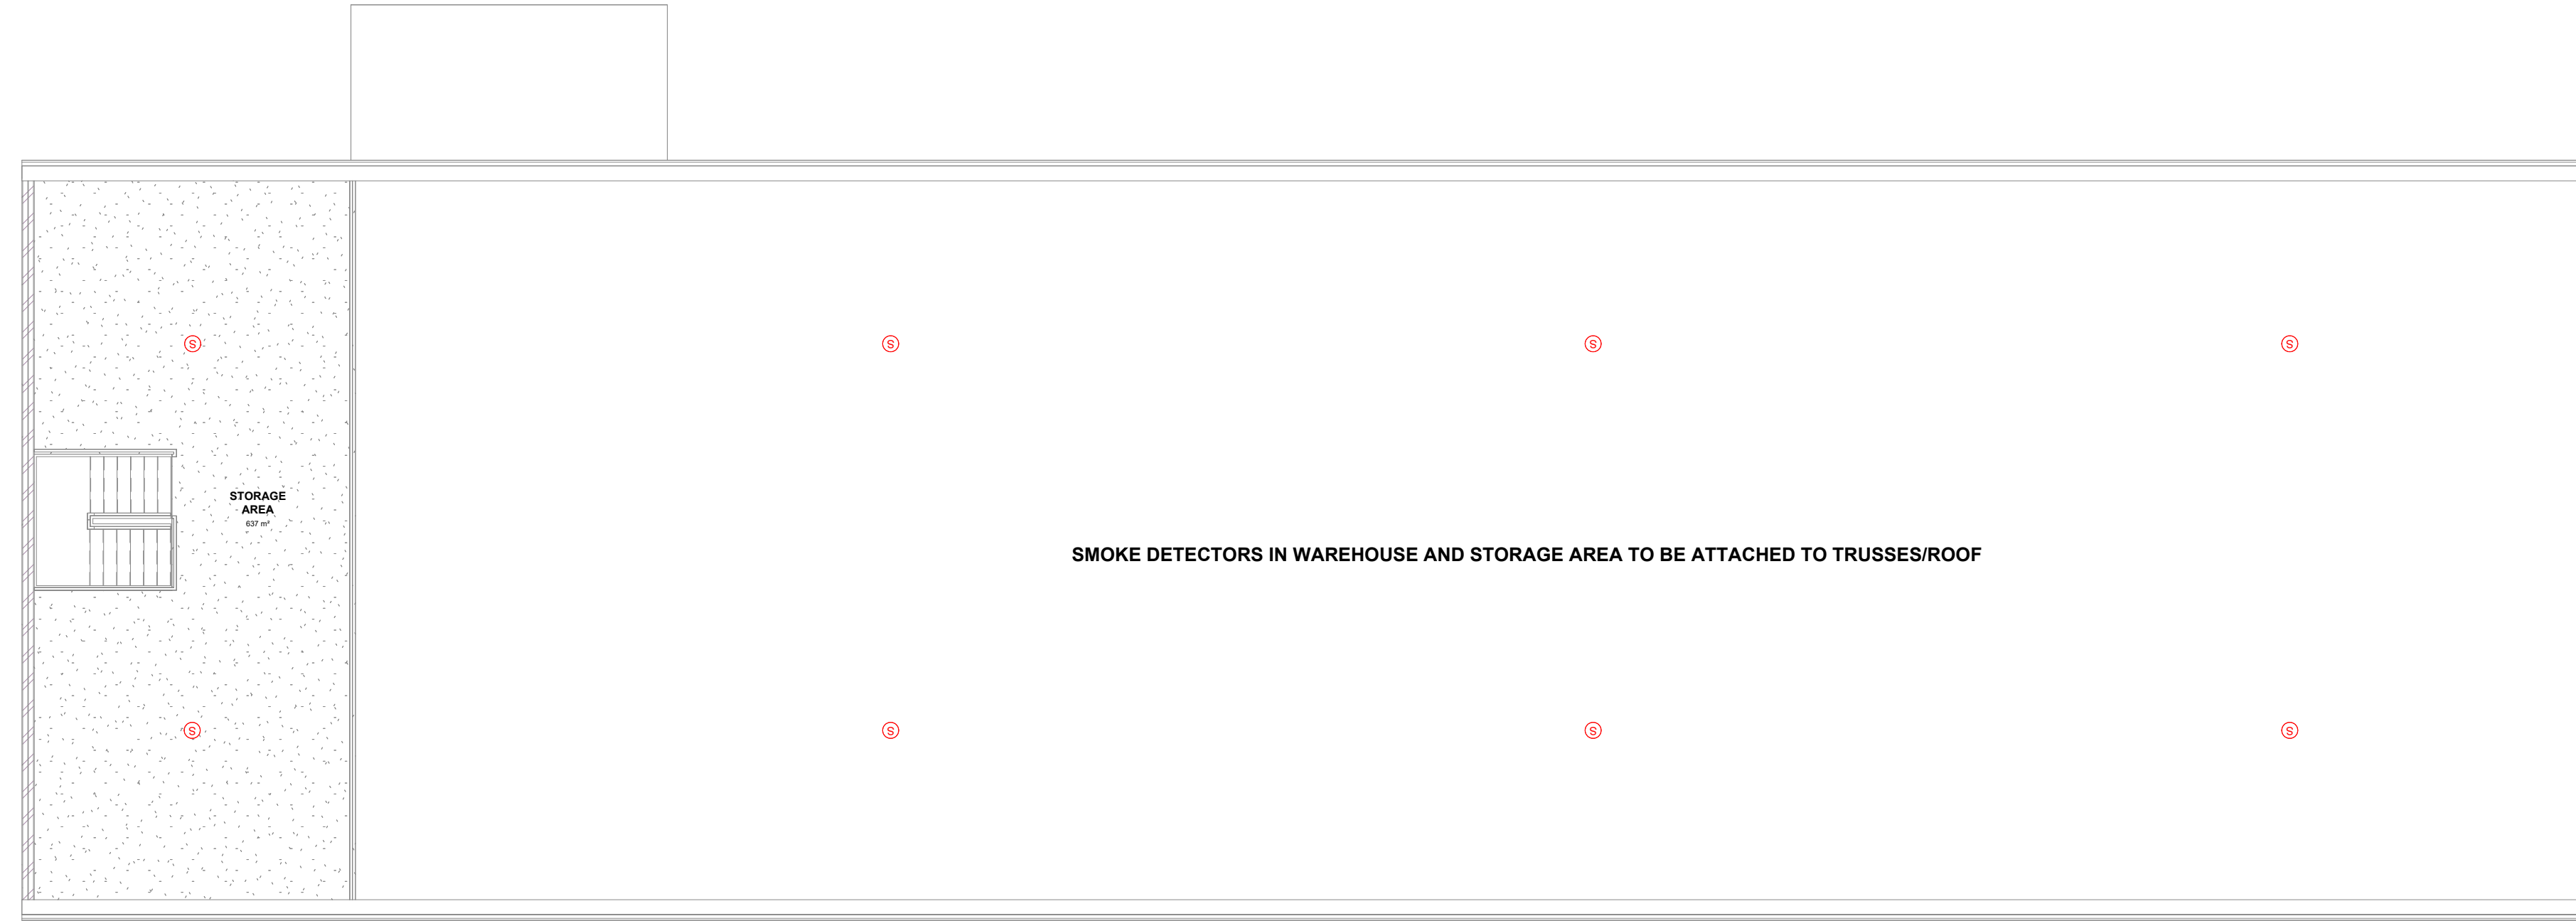 S
S
S
S
STORAGE
AREA
637 m²
SMOKE DETECTORS IN WAREHOUSE AND STORAGE AREA TO BE ATTACHED TO TRUSSES/ROOF
S
S
S
S